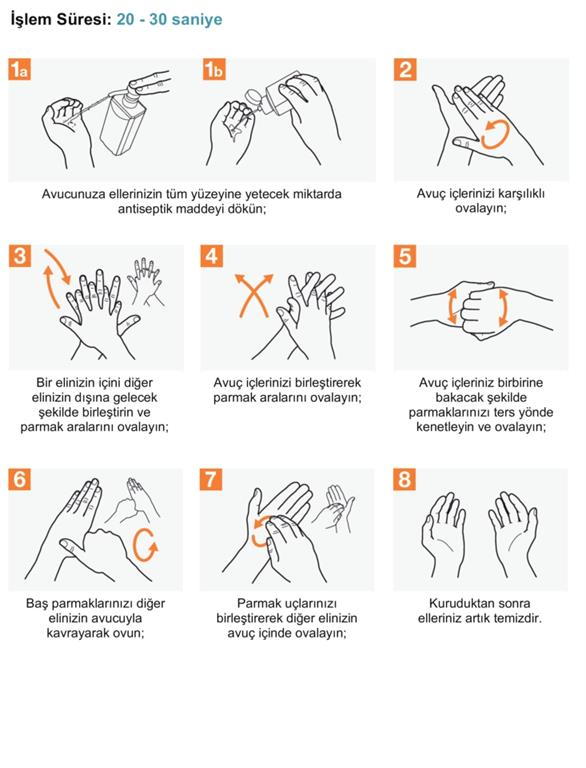 İşlem Süresi: 20 - 30 saniye
1a
1b
2
Avucunuza ellerinizin tüm yüzeyine yetecek miktarda
antiseptik maddeyi dökün;
Avuç içlerinizi karşılıklı
ovalayın;
3
4
5
Bir elinizin içini diğer
elinizin dışına gelecek
şekilde birleştirin ve
parmak aralarını ovalayın;
Avuç içlerinizi birleştirerek
parmak aralarını ovalayın;
Avuç içleriniz birbirine
bakacak şekilde
parmaklarınızı ters yönde
kenetleyin ve ovalayın;
6
7
8
Baş parmaklarınızı diğer
elinizin avucuyla
kavrayarak ovun;
Parmak uçlarınızı
birleştirerek diğer elinizin
avuç içinde ovalayın;
Kuruduktan sonra
elleriniz artık temizdir.